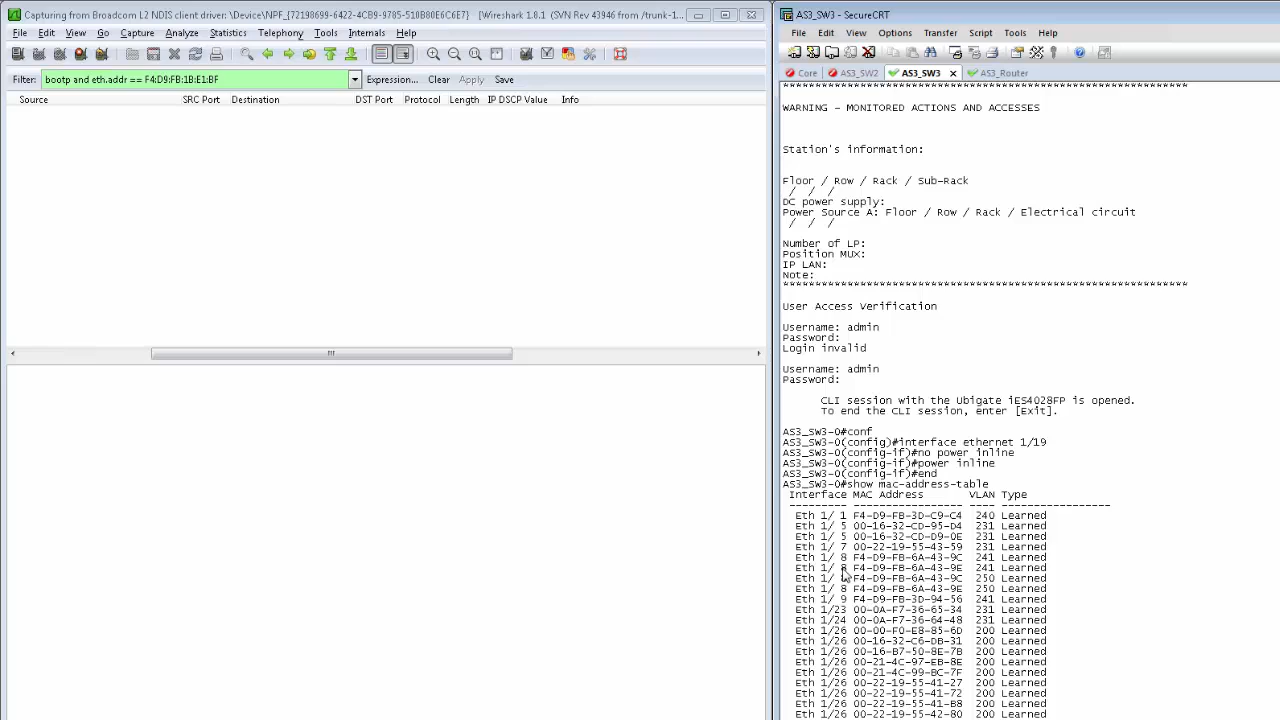 Capturing from Broadcom L2 NDIS client driver: \Device\NPF_{72198699-6422-4CB9-9785-510B80E6C6E7} [Wireshark 1.8.1 (SVN Rev 43946 from /trunk-1...
File Edit View Go Capture Analyze Statistics Telephony Tools Internals Help
Filter: bootp and eth.addr == F4:D9:FB:1B:E1:BF Expression... Clear Apply Save
Source SRC Port Destination DST Port Protocol Length IP DSCP Value Info
AS3_SW3 - SecureCRT
File Edit View Options Transfer Script Tools Help
Core AS3_SW2 AS3_SW3 AS3_Router
**************************************************************
WARNING - MONITORED ACTIONS AND ACCESSES
Station's information:
Floor / Row / Rack / Sub-Rack
/ / /
DC power supply:
Power Source A: Floor / Row / Rack / Electrical circuit
/ / /
Number of LP:
Position MUX:
IP LAN:
Note:
**************************************************************
User Access Verification
Username: admin
Password:
Login invalid
Username: admin
Password:
CLI session with the Ubigate iES4028FP is opened.
To end the CLI session, enter [Exit].
AS3_SW3-0#conf
AS3_SW3-0(config)#interface ethernet 1/19
AS3_SW3-0(config-if)#no power inline
AS3_SW3-0(config-if)#power inline
AS3_SW3-0(config-if)#end
AS3_SW3-0#show mac-address-table
Interface MAC Address VLAN Type
--------- ----------------- ---- -----------------
Eth 1/ 1 F4-D9-FB-3D-C9-C4 240 Learned
Eth 1/ 5 00-16-32-CD-95-D4 231 Learned
Eth 1/ 5 00-16-32-CD-D9-0E 231 Learned
Eth 1/ 7 00-22-19-55-43-59 231 Learned
Eth 1/ 8 F4-D9-FB-6A-43-9C 241 Learned
Eth 1/ 8 F4-D9-FB-6A-43-9E 241 Learned
Eth 1/ F4-D9-FB-6A-43-9C 250 Learned
Eth 1/ 8 F4-D9-FB-6A-43-9E 250 Learned
Eth 1/ 9 F4-D9-FB-3D-94-56 241 Learned
Eth 1/23 00-0A-F7-36-65-34 231 Learned
Eth 1/24 00-0A-F7-36-64-48 231 Learned
Eth 1/26 00-00-F0-E8-85-6D 200 Learned
Eth 1/26 00-16-32-C6-DB-31 200 Learned
Eth 1/26 00-16-B7-50-8E-7B 200 Learned
Eth 1/26 00-21-4C-97-EB-8E 200 Learned
Eth 1/26 00-21-4C-99-BC-7F 200 Learned
Eth 1/26 00-22-19-55-41-27 200 Learned
Eth 1/26 00-22-19-55-41-72 200 Learned
Eth 1/26 00-22-19-55-41-B8 200 Learned
Eth 1/26 00-22-19-55-42-80 200 Learned